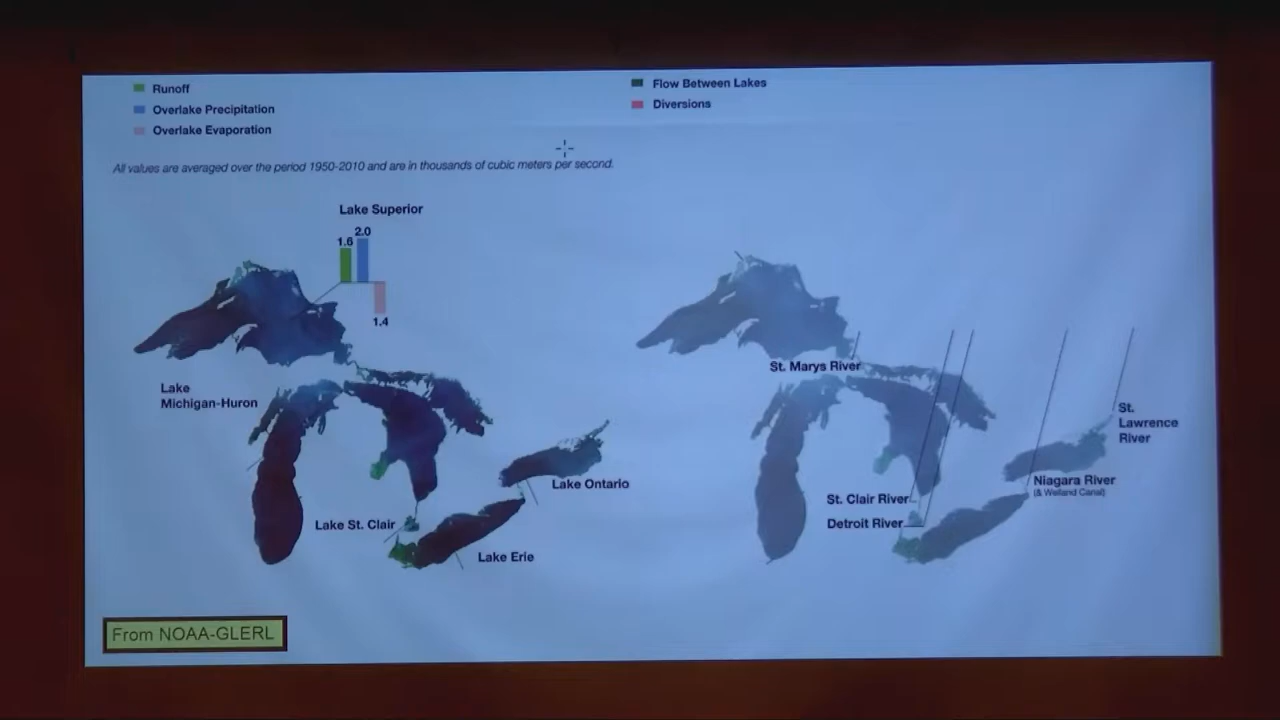 Runoff
Overlake Precipitation
Overlake Evaporation
Flow Between Lakes
Diversions
All values are averaged over the period 1950-2010 and are in thousands of cubic meters per second.
Lake Superior
2.0
1.6
1.4
Lake
Michigan-Huron
Lake Ontario
Lake St. Clair
Lake Erie
St. Marys River
St.
Lawrence
River
Niagara River
(& Welland Canal)
St. Clair River
Detroit River
From NOAA-GLERL